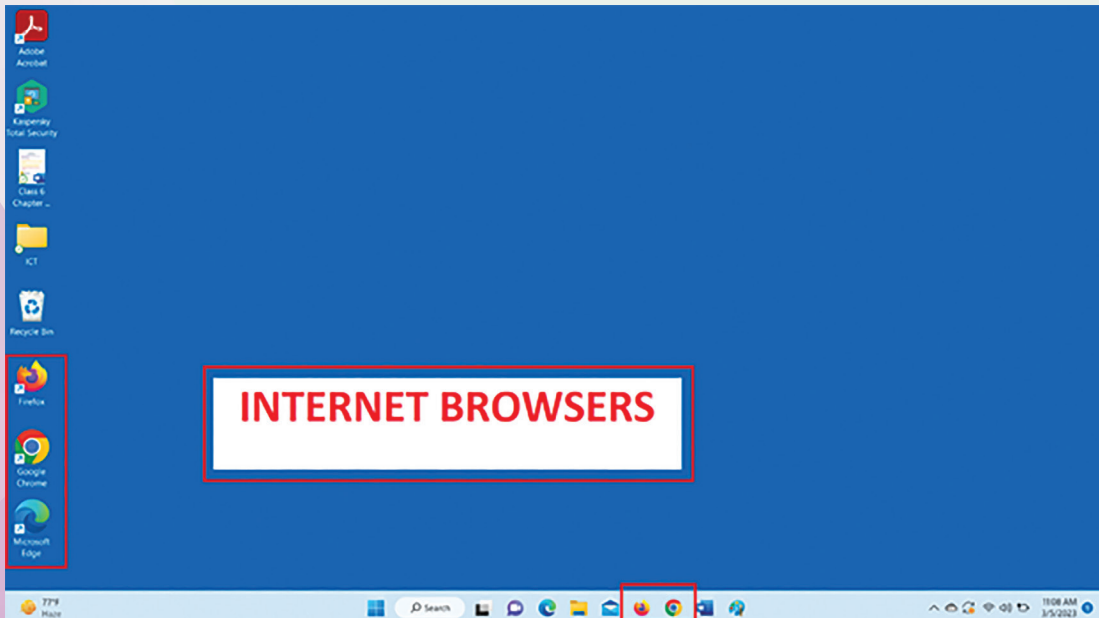 Adobe
Acrobat
Kaspersky
Total Security
Class 6
Chapter ...
ICT
Recycle Bin
Firefox
Google
Chrome
Microsoft
Edge
INTERNET BROWSERS
77°F
Haze
Search
11:08 AM
3/5/2023